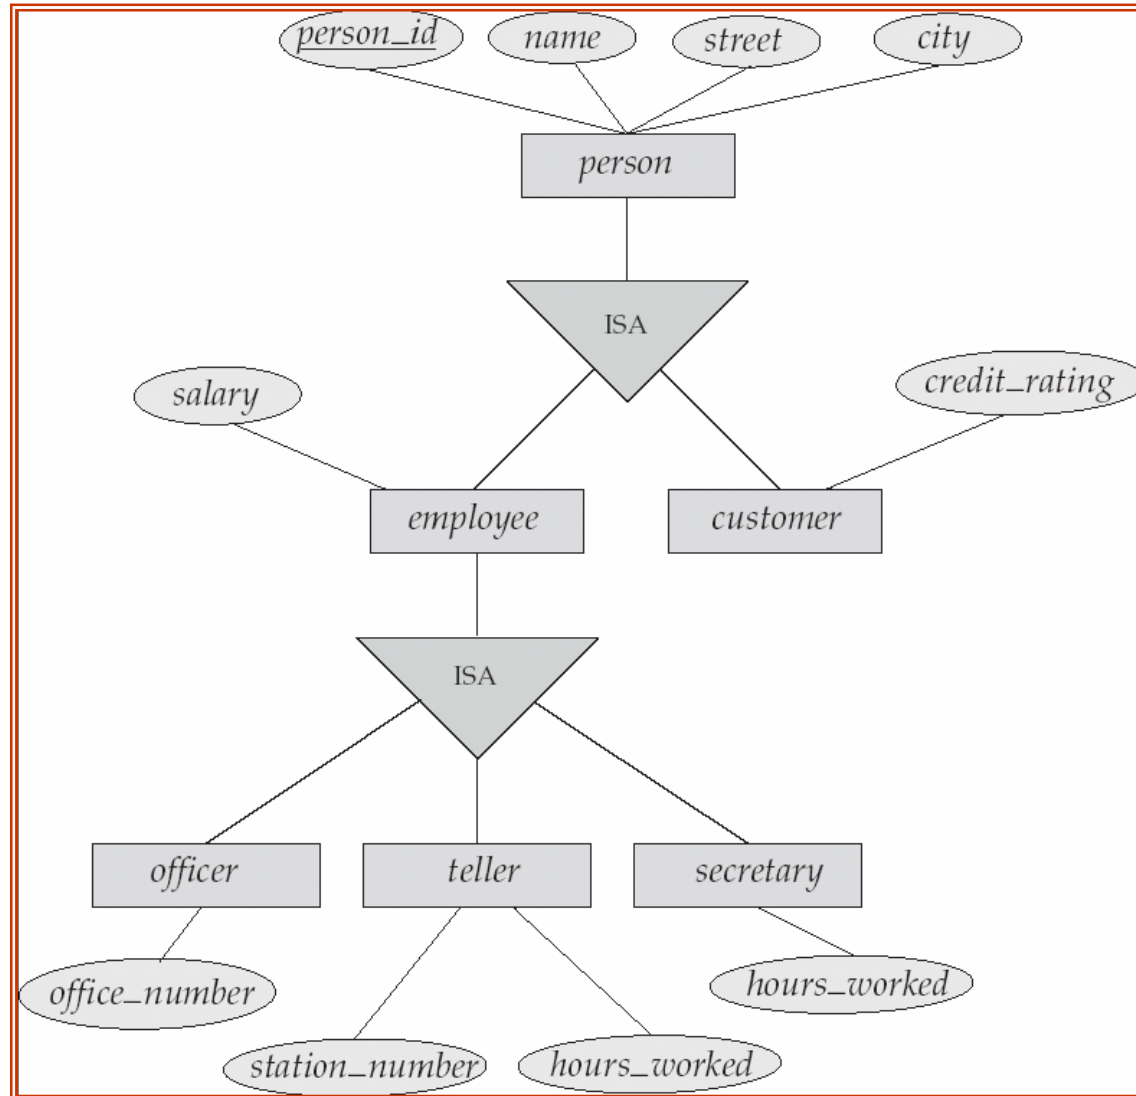 person_id
name
street
city
person
ISA
salary
credit_rating
employee
customer
ISA
officer
teller
secretary
office_number
hours_worked
station_number
hours_worked